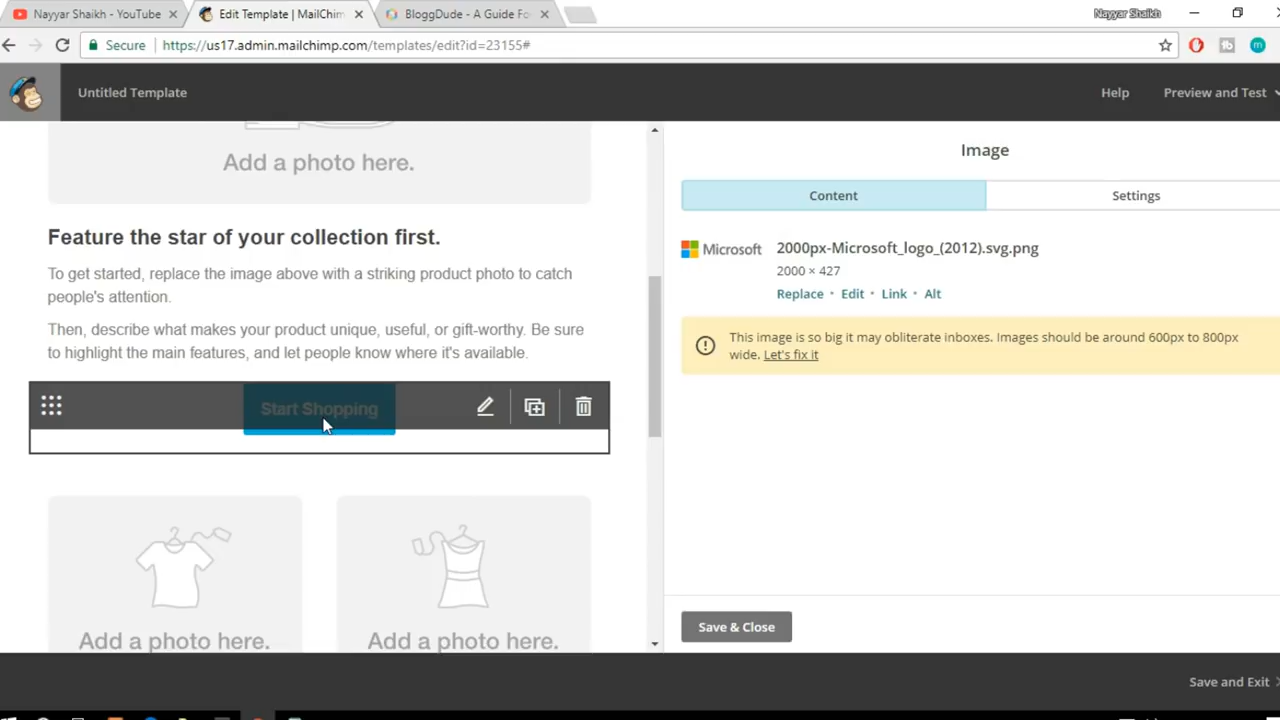 Nayyar Shaikh - YouTube
Edit Template | MailChim
BloggDude - A Guide Fo
Nayyar Shaikh
Secure
https://us17.admin.mailchimp.com/templates/edit?id=23155#
Untitled Template
Help
Preview and Test
Add a photo here.
Feature the star of your collection first.
To get started, replace the image above with a striking product photo to catch
people's attention.
Then, describe what makes your product unique, useful, or gift-worthy. Be sure
to highlight the main features, and let people know where it's available.
Start Shopping
Add a photo here.
Add a photo here.
Image
Content
Settings
Microsoft
2000px-Microsoft_logo_(2012).svg.png
2000 × 427
Replace · Edit · Link · Alt
This image is so big it may obliterate inboxes. Images should be around 600px to 800px
wide. Let's fix it
Save & Close
Save and Exit